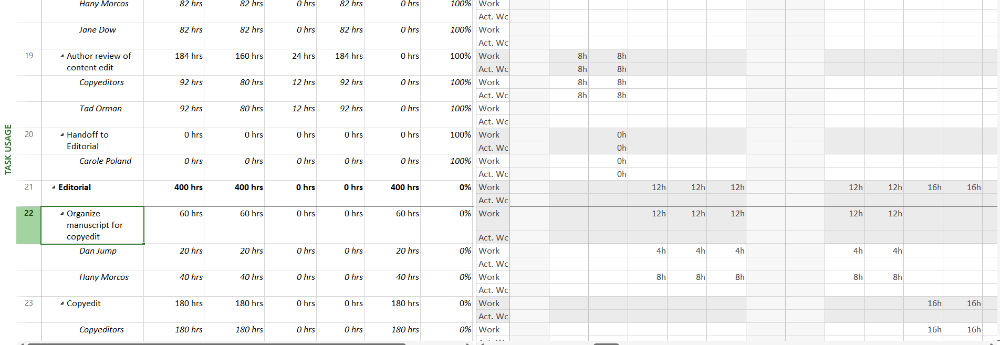 Hany Morcos 82 hrs 82 hrs 0 hrs 82 hrs 0 hrs 100% Work
Act. Wc
Jane Dow 82 hrs 82 hrs 0 hrs 82 hrs 0 hrs 100% Work
Act. Wc
19 Author review of 184 hrs 160 hrs 24 hrs 184 hrs 0 hrs 100% Work 8h 8h
content edit Act. Wc 8h 8h
Copyeditors 92 hrs 80 hrs 12 hrs 92 hrs 0 hrs 100% Work 8h 8h
Act. Wc 8h 8h
Tad Orman 92 hrs 80 hrs 12 hrs 92 hrs 0 hrs 100% Work
Act. Wc
TASK USAGE
20 Handoff to 0 hrs 0 hrs 0 hrs 0 hrs 0 hrs 100% Work 0h
Editorial Act. Wc 0h
Carole Poland 0 hrs 0 hrs 0 hrs 0 hrs 0 hrs 100% Work 0h
Act. Wc 0h
21 Editorial 400 hrs 400 hrs 0 hrs 0 hrs 400 hrs 0% Work 12h 12h 12h 12h 12h 16h 16h
Act. Wc
22 Organize 60 hrs 60 hrs 0 hrs 0 hrs 60 hrs 0% Work 12h 12h 12h 12h 12h
manuscript for
copyedit Act. Wc
Dan Jump 20 hrs 20 hrs 0 hrs 0 hrs 20 hrs 0% Work 4h 4h 4h 4h 4h
Act. Wc
Hany Morcos 40 hrs 40 hrs 0 hrs 0 hrs 40 hrs 0% Work 8h 8h 8h 8h 8h
Act. Wc
23 Copyedit 180 hrs 180 hrs 0 hrs 0 hrs 180 hrs 0% Work 16h 16h
Act. Wc
Copyeditors 180 hrs 180 hrs 0 hrs 0 hrs 180 hrs 0% Work 16h 16h